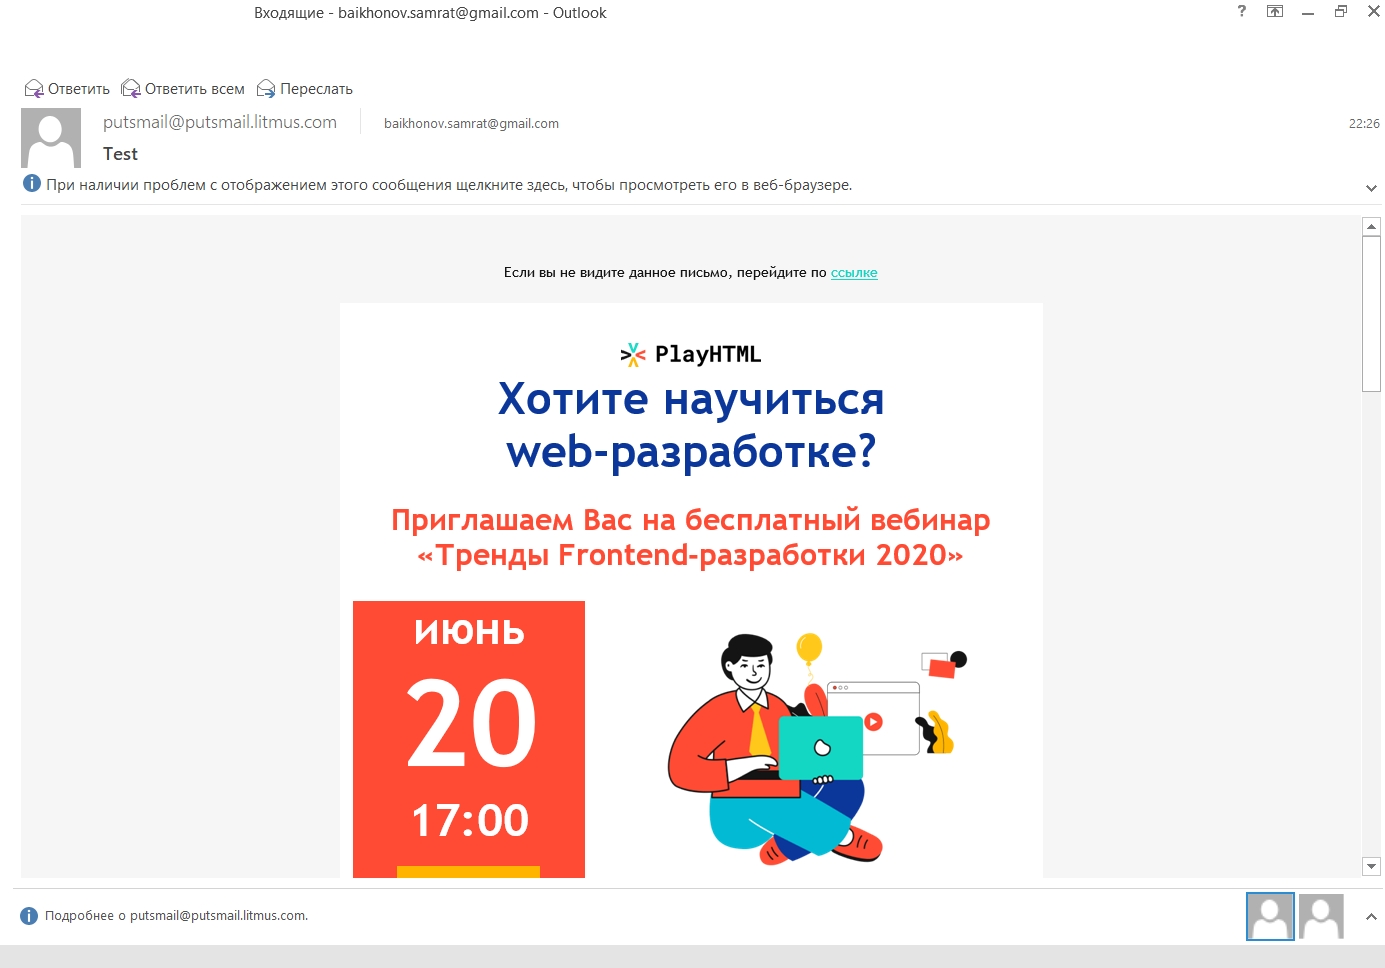 Входящие - baikhonov.samrat@gmail.com - Outlook
?
Ответить Ответить всем Переслать
putsmail@putsmail.litmus.com baikhonov.samrat@gmail.com 22:26
Test
При наличии проблем с отображением этого сообщения щелкните здесь, чтобы просмотреть его в веб-браузере.
Если вы не видите данное письмо, перейдите по ссылке
PlayHTML
Хотите научиться
web-разработке?
Приглашаем Вас на бесплатный вебинар
«Тренды Frontend-разработки 2020»
ИЮНЬ
20
17:00
Подробнее о putsmail@putsmail.litmus.com.